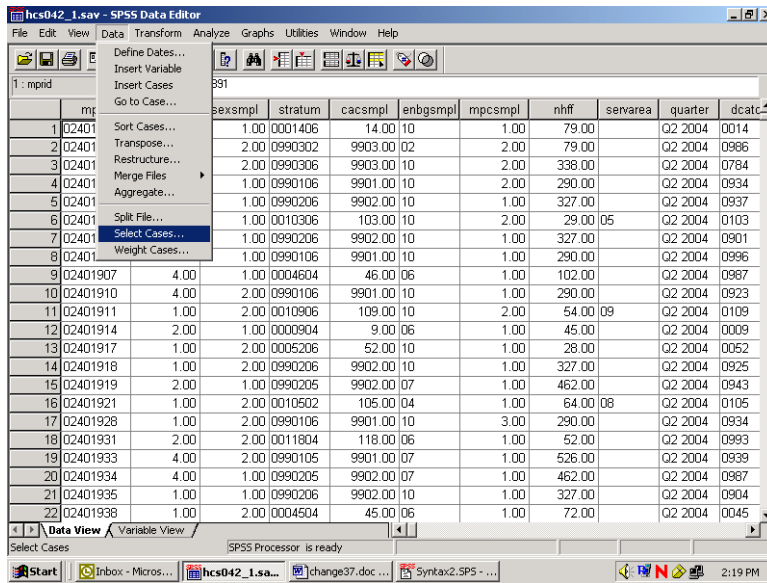 hcs042_1.sav - SPSS Data Editor
File Edit View Data Transform Analyze Graphs Utilities Window Help
Define Dates...
Insert Variable
Insert Cases
Go to Case...
Sort Cases...
Transpose...
Restructure...
Merge Files
Aggregate...
Split File...
Select Cases...
Weight Cases...
1 : mprid 891
mp sexsmpl stratum cacsmpl enbgsmpl mpcsmpl nhff servarea quarter dcatc
1 02401 1.00 0001406 14.00 10 1.00 79.00 Q2 2004 0014
2 02401 2.00 0990302 9903.00 02 2.00 79.00 Q2 2004 0986
3 02401 2.00 0990306 9903.00 10 2.00 338.00 Q2 2004 0784
4 02401 1.00 0990106 9901.00 10 2.00 290.00 Q2 2004 0934
5 02401 2.00 0990206 9902.00 10 1.00 327.00 Q2 2004 0937
6 02401 1.00 0010306 103.00 10 2.00 29.00 05 Q2 2004 0103
7 02401 1.00 0990206 9902.00 10 1.00 327.00 Q2 2004 0901
8 02401 1.00 0990106 9901.00 10 1.00 290.00 Q2 2004 0996
9 02401907 4.00 1.00 0004604 46.00 06 1.00 102.00 Q2 2004 0987
10 02401910 4.00 2.00 0990106 9901.00 10 1.00 290.00 Q2 2004 0923
11 02401911 1.00 2.00 0010906 109.00 10 2.00 54.00 09 Q2 2004 0109
12 02401914 2.00 1.00 0000904 9.00 06 1.00 45.00 Q2 2004 0009
13 02401917 1.00 2.00 0005206 52.00 10 1.00 28.00 Q2 2004 0052
14 02401918 1.00 2.00 0990206 9902.00 10 1.00 327.00 Q2 2004 0925
15 02401919 2.00 1.00 0990205 9902.00 07 1.00 462.00 Q2 2004 0943
16 02401921 1.00 2.00 0010502 105.00 04 1.00 64.00 08 Q2 2004 0105
17 02401928 1.00 2.00 0990106 9901.00 10 3.00 290.00 Q2 2004 0934
18 02401931 2.00 2.00 0011804 118.00 06 1.00 52.00 Q2 2004 0993
19 02401933 4.00 2.00 0990105 9901.00 07 1.00 526.00 Q2 2004 0939
20 02401934 4.00 1.00 0990205 9902.00 07 1.00 462.00 Q2 2004 0987
21 02401935 1.00 1.00 0990206 9902.00 10 1.00 327.00 Q2 2004 0904
22 02401938 1.00 2.00 0004504 45.00 06 1.00 72.00 Q2 2004 0045
Data View Variable View
Select Cases SPSS Processor is ready
Start Inbox - Micros... hcs042_1.sa... change37.doc ... Syntax2.SPS - ... 2:19 PM